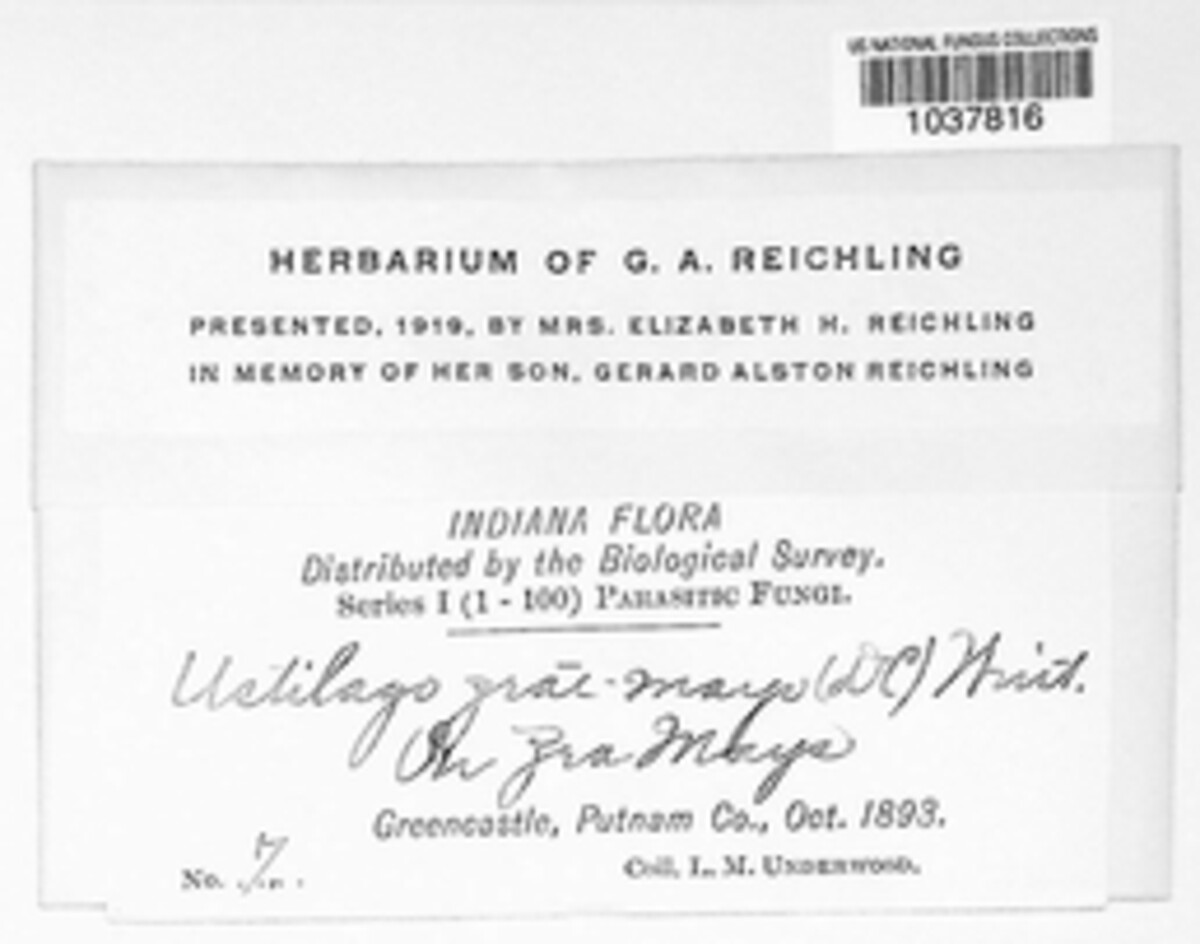 US NATIONAL FUNGUS COLLECTIONS
1037816
HERBARIUM OF G. A. REICHLING
PRESENTED, 1919, BY MRS. ELIZABETH H. REICHLING
IN MEMORY OF HER SON, GERARD ALSTON REICHLING
INDIANA FLORA
Distributed by the Biological Survey.
Series I (1 - 100) PARASITIC FUNGI.
Ustilago zeae-mays (DC) Wint.
On Zea Mays
Greencastle, Putnam Co., Oct. 1893.
No. 7
Coll. L. M. UNDERWOOD.